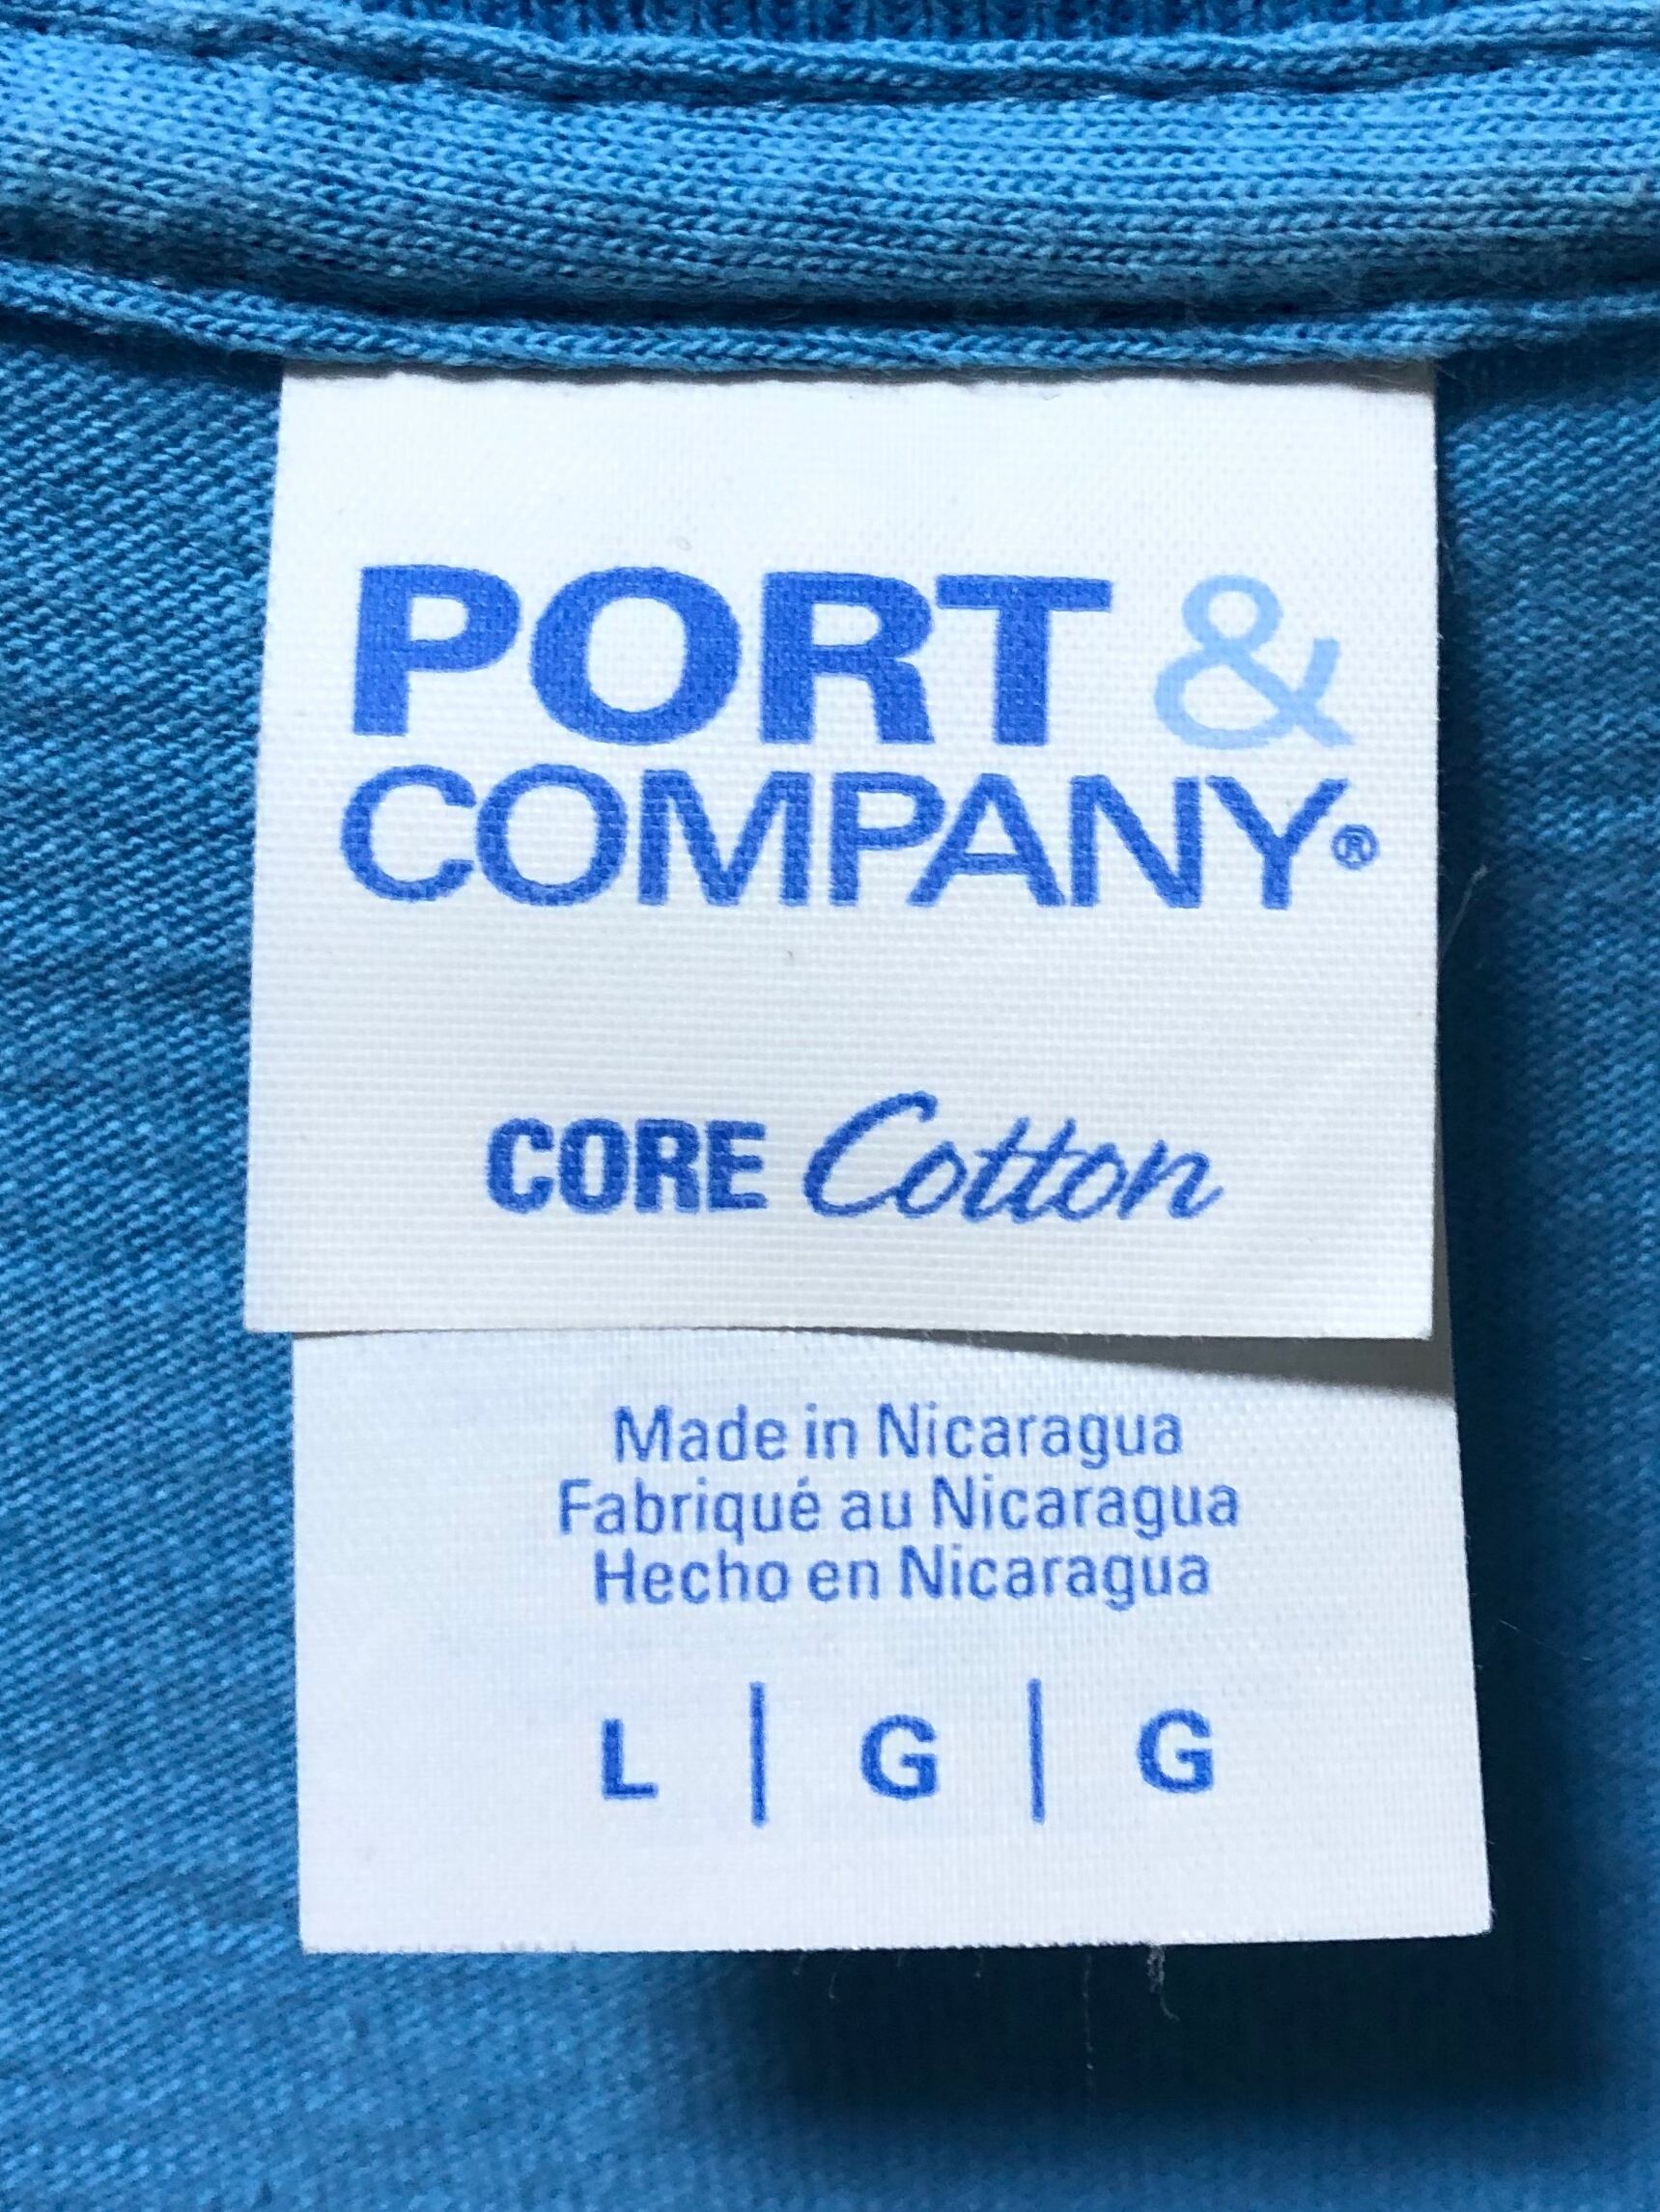 PORT &
COMPANY®
CORE Cotton
Made in Nicaragua
Fabriqué au Nicaragua
Hecho en Nicaragua
L | G | G